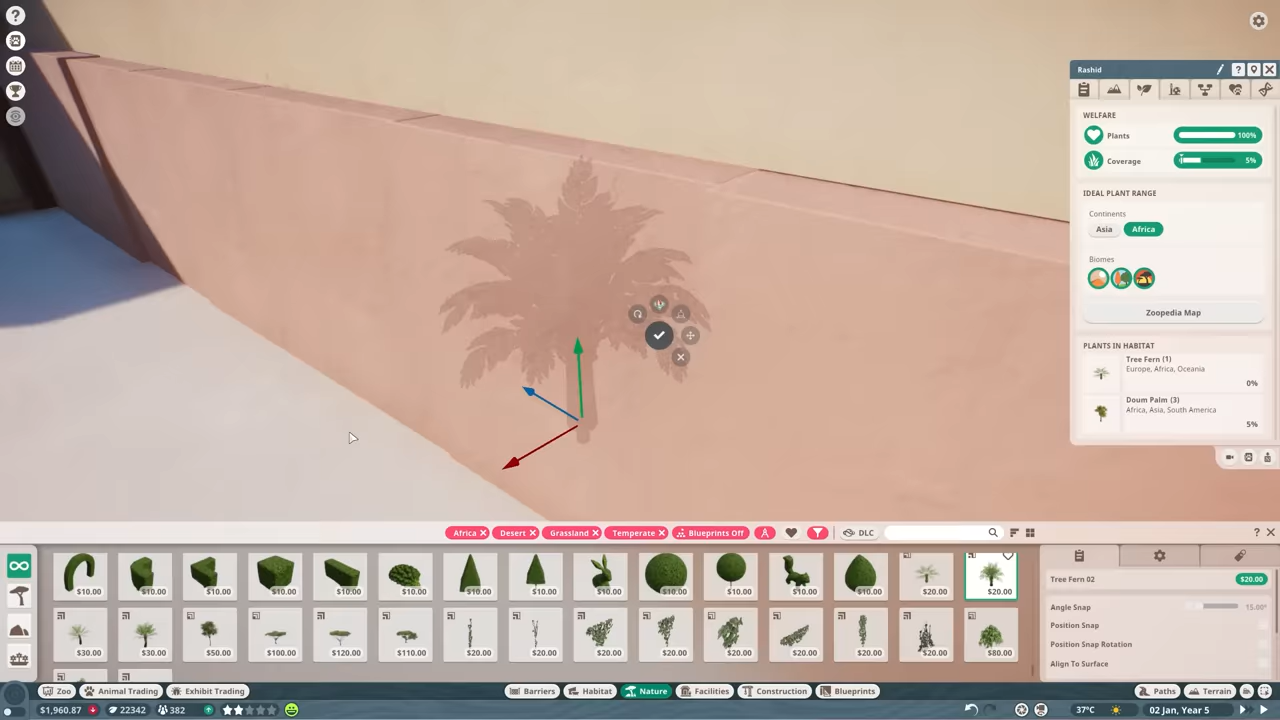 ?
Rashid
?
WELFARE
Plants 100%
Coverage 5%
IDEAL PLANT RANGE
Continents
Asia Africa
Biomes
Zoopedia Map
PLANTS IN HABITAT
Tree Fern (1)
Europe, Africa, Oceania
0%
Doum Palm (3)
Africa, Asia, South America
5%
Africa Desert Grassland Temperate Blueprints Off DLC ?
$10.00 $10.00 $10.00 $10.00 $10.00 $10.00 $10.00 $10.00 $10.00 $10.00 $10.00 $10.00 $10.00 $20.00 $20.00
$30.00 $30.00 $50.00 $100.00 $120.00 $110.00 $20.00 $20.00 $20.00 $20.00 $20.00 $20.00 $20.00 $20.00 $80.00
Tree Fern 02 $20.00
Angle Snap 15.00°
Position Snap
Position Snap Rotation
Align To Surface
Zoo Animal Trading Exhibit Trading Barriers Habitat Nature Facilities Construction Blueprints Paths Terrain
$1,960.87 22342 382 37°C 02 Jan, Year 5